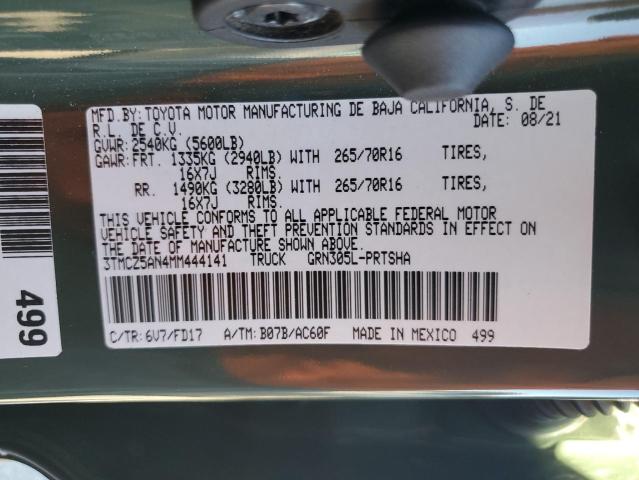 MFD.BY: TOYOTA MOTOR MANUFACTURING DE BAJA CALIFORNIA, S. DE
R.L. DE C.V. DATE: 08/21
GVWR: 2540KG (5600LB)
GAWR: FRT. 1335KG (2940LB) WITH 265/70R16 TIRES,
16X7J RIMS.
RR. 1490KG (3280LB) WITH 265/70R16 TIRES,
16X7J RIMS.
THIS VEHICLE CONFORMS TO ALL APPLICABLE FEDERAL MOTOR
VEHICLE SAFETY AND THEFT PREVENTION STANDARDS IN EFFECT ON
THE DATE OF MANUFACTURE SHOWN ABOVE.
3TMCZ5AN4MM444141 TRUCK GRN305L-PRTSHA
C/TR: 6V7/FD17 A/TM: B07B/AC60F MADE IN MEXICO 499
499